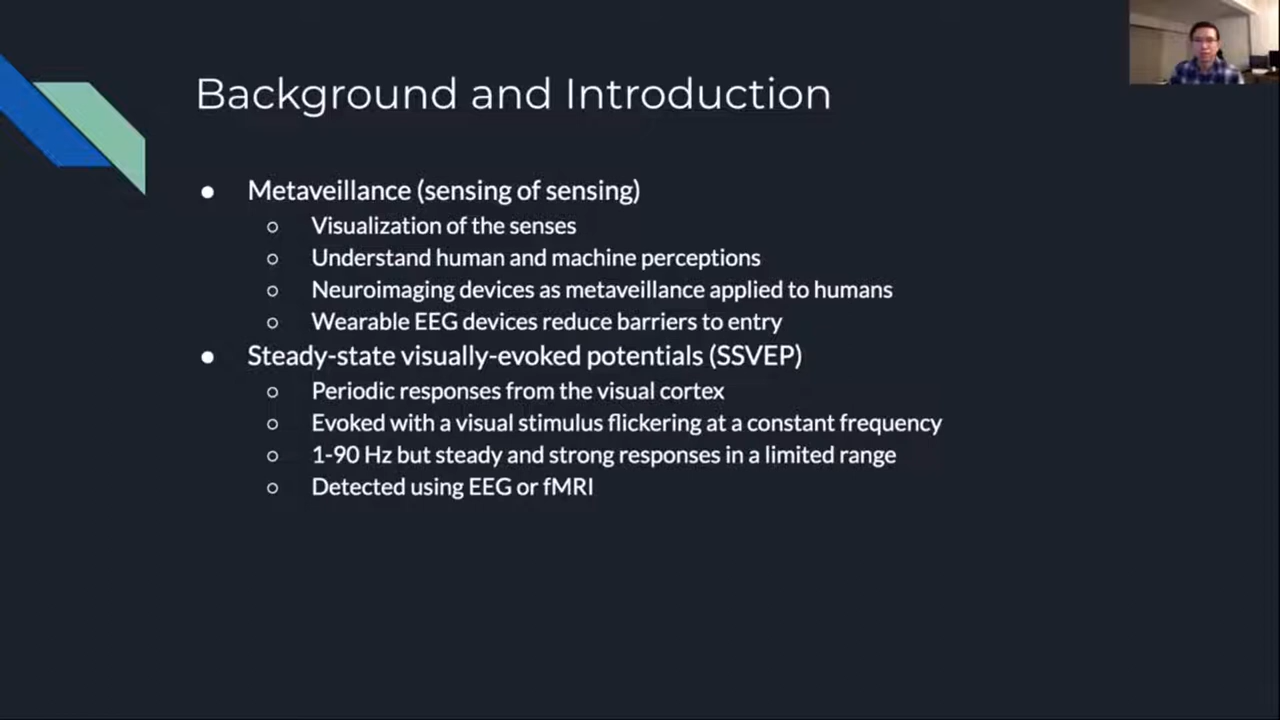 Background and Introduction
● Metaveillance (sensing of sensing)
○ Visualization of the senses
○ Understand human and machine perceptions
○ Neuroimaging devices as metaveillance applied to humans
○ Wearable EEG devices reduce barriers to entry
● Steady-state visually-evoked potentials (SSVEP)
○ Periodic responses from the visual cortex
○ Evoked with a visual stimulus flickering at a constant frequency
○ 1-90 Hz but steady and strong responses in a limited range
○ Detected using EEG or fMRI